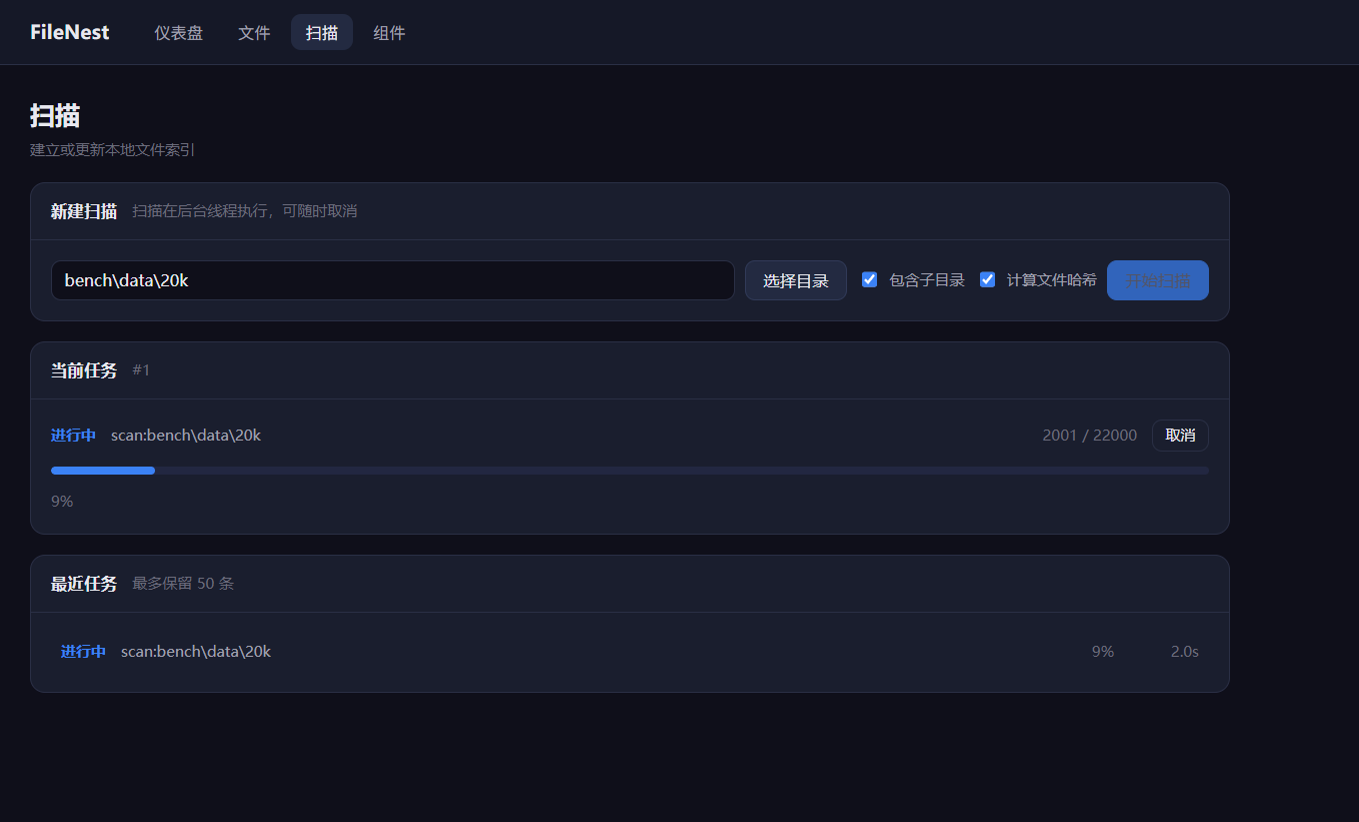 FileNest 仪表盘 文件 扫描 组件
扫描
建立或更新本地文件索引
新建扫描 扫描在后台线程执行，可随时取消
bench\data\20k 选择目录 包含子目录 计算文件哈希 开始扫描
当前任务 #1
进行中 scan:bench\data\20k 2001 / 22000 取消
9%
最近任务 最多保留 50 条
进行中 scan:bench\data\20k 9% 2.0s